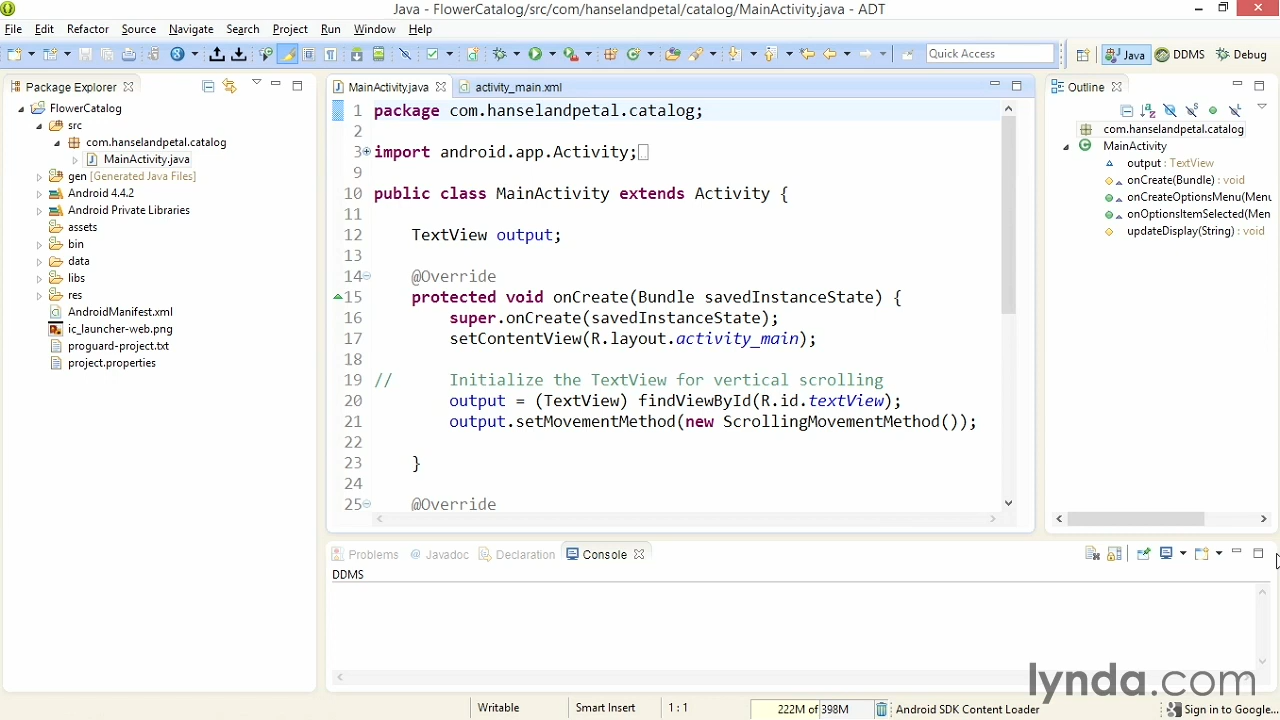 Java - FlowerCatalog/src/com/hanselandpetal/catalog/MainActivity.java - ADT
File Edit Refactor Source Navigate Search Project Run Window Help
Quick Access
Java
DDMS
Debug
Package Explorer
FlowerCatalog
src
com.hanselandpetal.catalog
MainActivity.java
gen [Generated Java Files]
Android 4.4.2
Android Private Libraries
assets
bin
data
libs
res
AndroidManifest.xml
ic_launcher-web.png
proguard-project.txt
project.properties
MainActivity.java
activity_main.xml
1 package com.hanselandpetal.catalog;
2
3 import android.app.Activity;
9
10 public class MainActivity extends Activity {
11
12 TextView output;
13
14 @Override
15 protected void onCreate(Bundle savedInstanceState) {
16 super.onCreate(savedInstanceState);
17 setContentView(R.layout.activity_main);
18
19 // Initialize the TextView for vertical scrolling
20 output = (TextView) findViewById(R.id.textView);
21 output.setMovementMethod(new ScrollingMovementMethod());
22
23 }
24
25 @Override
Outline
com.hanselandpetal.catalog
MainActivity
output : TextView
onCreate(Bundle) : void
onCreateOptionsMenu(Menu
onOptionsItemSelected(Men
updateDisplay(String) : void
Problems @ Javadoc Declaration Console
DDMS
lynda.com
Writable
Smart Insert
1 : 1
222M of 398M
Android SDK Content Loader
Sign in to Google...